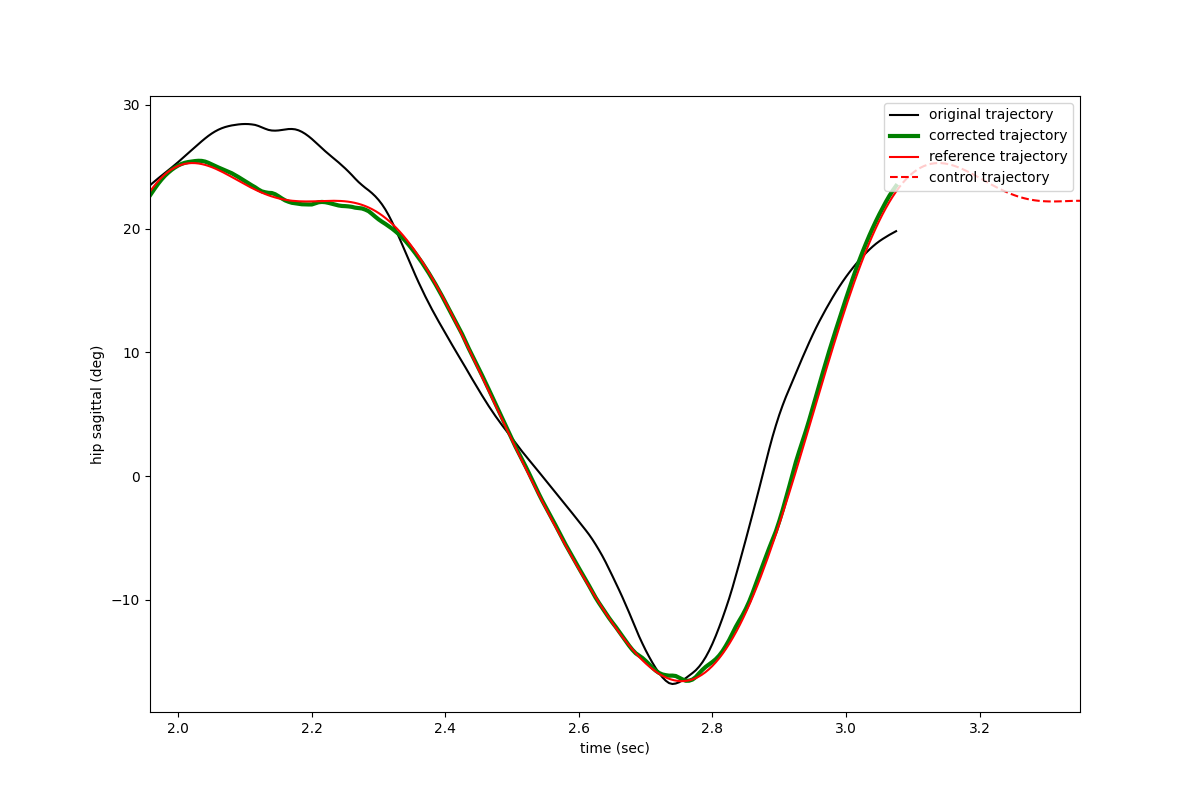 original trajectory
corrected trajectory
reference trajectory
control trajectory
30
20
10
0
−10
hip sagittal (deg)
2.0 2.2 2.4 2.6 2.8 3.0 3.2
time (sec)